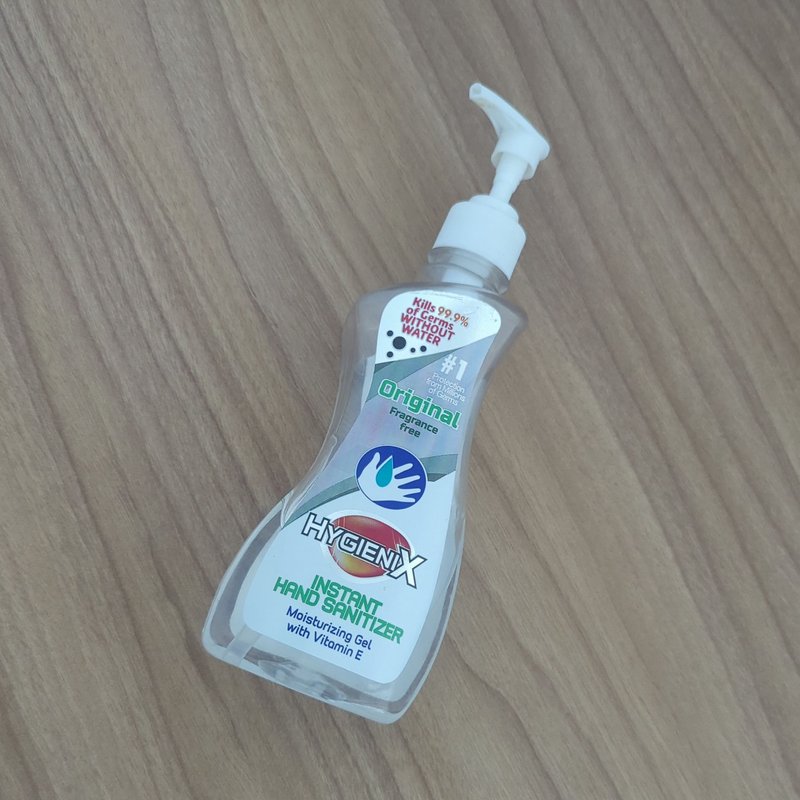 Kills 99.9%
of Germs
WITHOUT
WATER
#1
Protection
from Millions
of Germs
Original
Fragrance
free
HYGIENIX
INSTANT
HAND SANITIZER
Moisturizing Gel
with Vitamin E